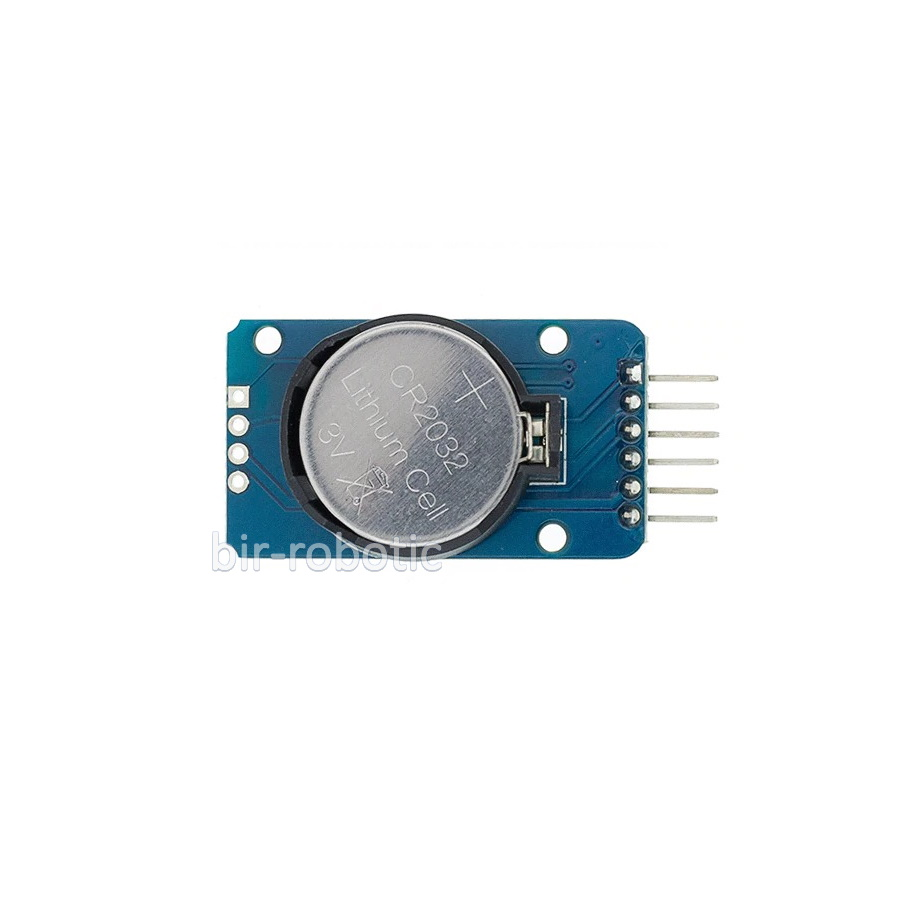 +
CR2032
Lithium Cell
3V
bir-robotic